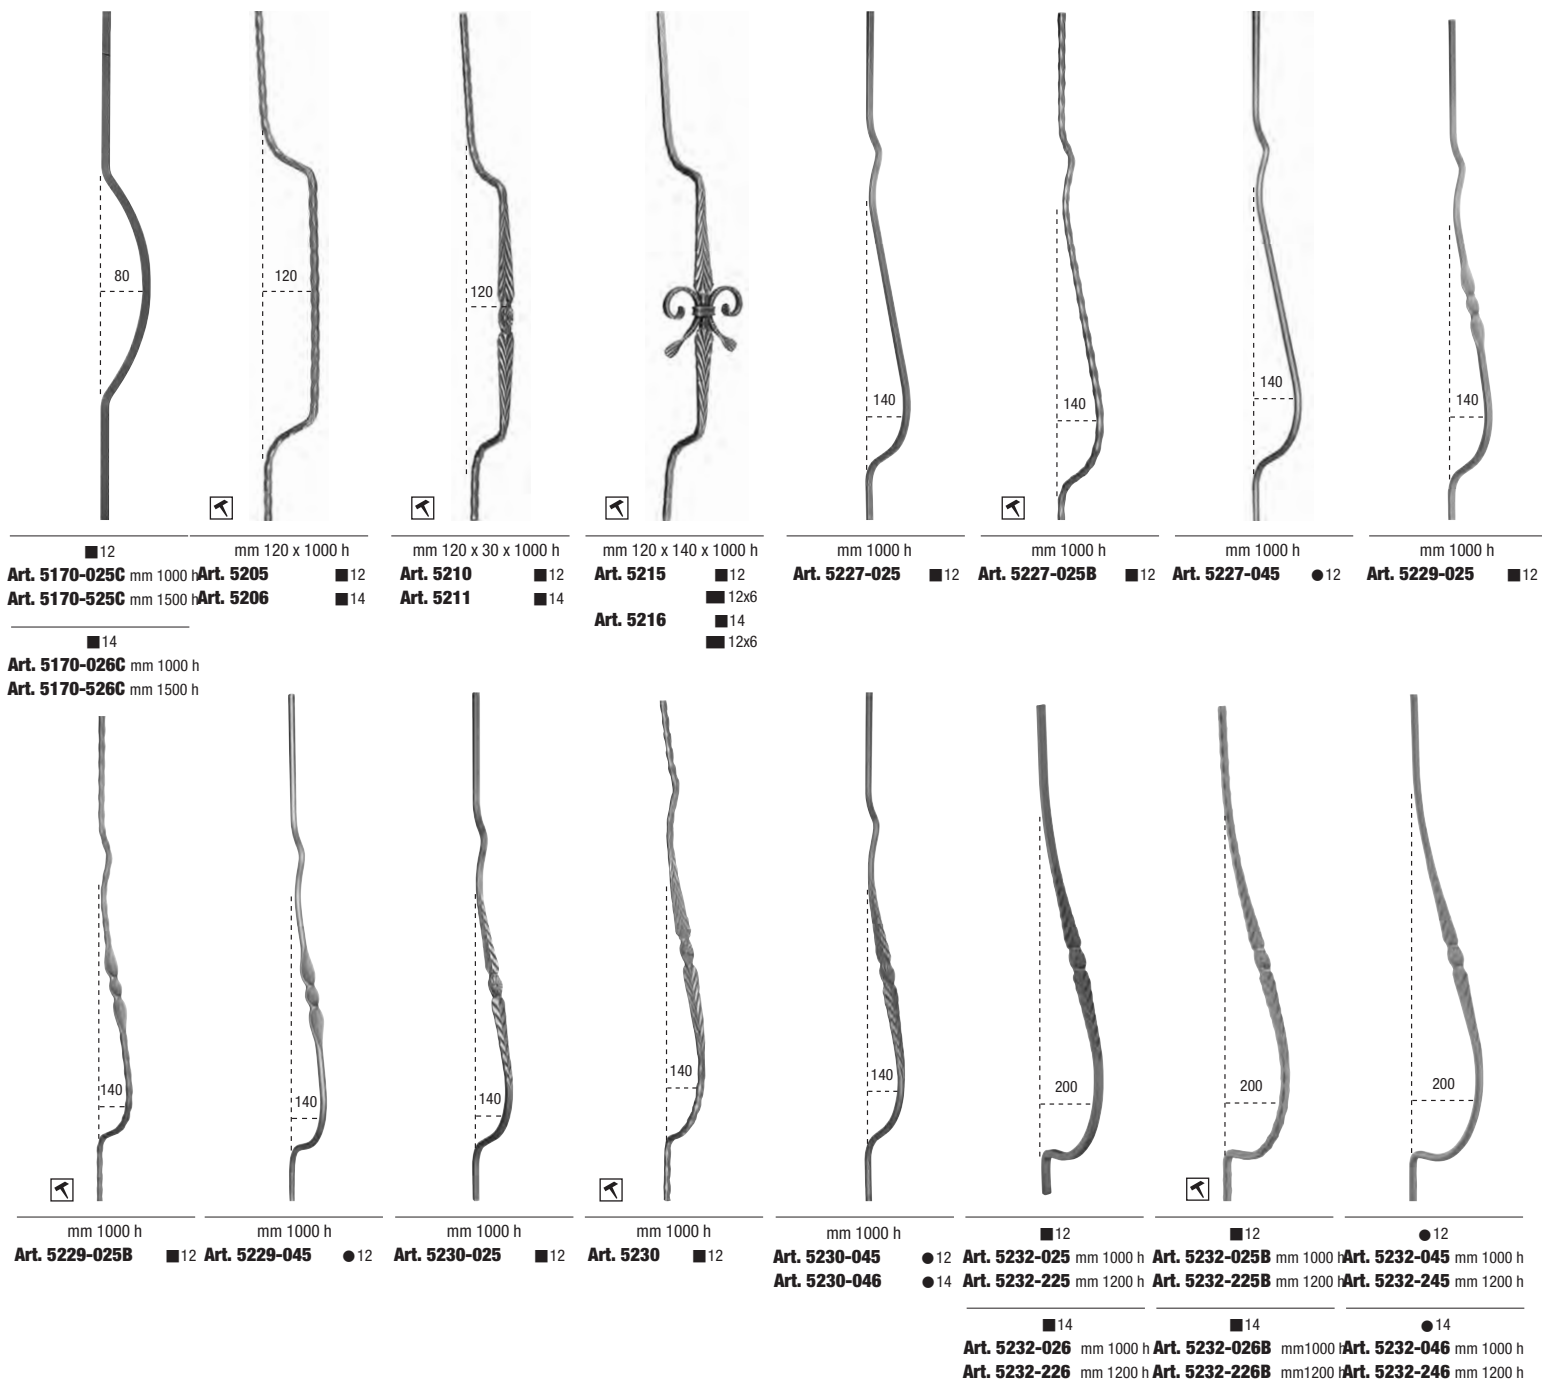 80
120
120
140
140
140
140
■12
Art. 5170-025C mm 1000 h
Art. 5170-525C mm 1500 h
■14
Art. 5170-026C mm 1000 h
Art. 5170-526C mm 1500 h
mm 120 x 1000 h
Art. 5205 ■12
Art. 5206 ■14
mm 120 x 30 x 1000 h
Art. 5210 ■12
Art. 5211 ■14
mm 120 x 140 x 1000 h
Art. 5215 ■12
12x6
Art. 5216 ■14
12x6
mm 1000 h
Art. 5227-025 ■12
mm 1000 h
Art. 5227-025B ■12
mm 1000 h
Art. 5227-045 ●12
mm 1000 h
Art. 5229-025 ■12
140
140
140
140
140
200
200
200
mm 1000 h
Art. 5229-025B ■12
mm 1000 h
Art. 5229-045 ●12
mm 1000 h
Art. 5230-025 ■12
mm 1000 h
Art. 5230 ■12
mm 1000 h
Art. 5230-045 ●12
Art. 5230-046 ●14
■12
Art. 5232-025 mm 1000 h
Art. 5232-225 mm 1200 h
■14
Art. 5232-026 mm 1000 h
Art. 5232-226 mm 1200 h
■12
Art. 5232-025B mm 1000 h
Art. 5232-225B mm 1200 h
■14
Art. 5232-026B mm1000 h
Art. 5232-226B mm1200 h
●12
Art. 5232-045 mm 1000 h
Art. 5232-245 mm 1200 h
●14
Art. 5232-046 mm 1000 h
Art. 5232-246 mm 1200 h